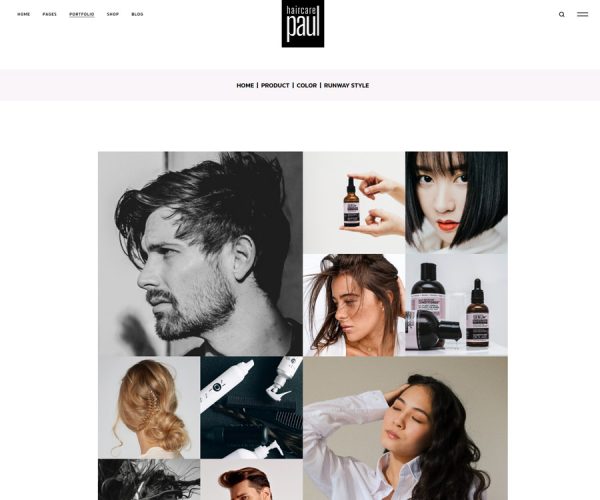 HOME PAGES PORTFOLIO SHOP BLOG
haircare
paul
HOME | PRODUCT | COLOR | RUNWAY STYLE